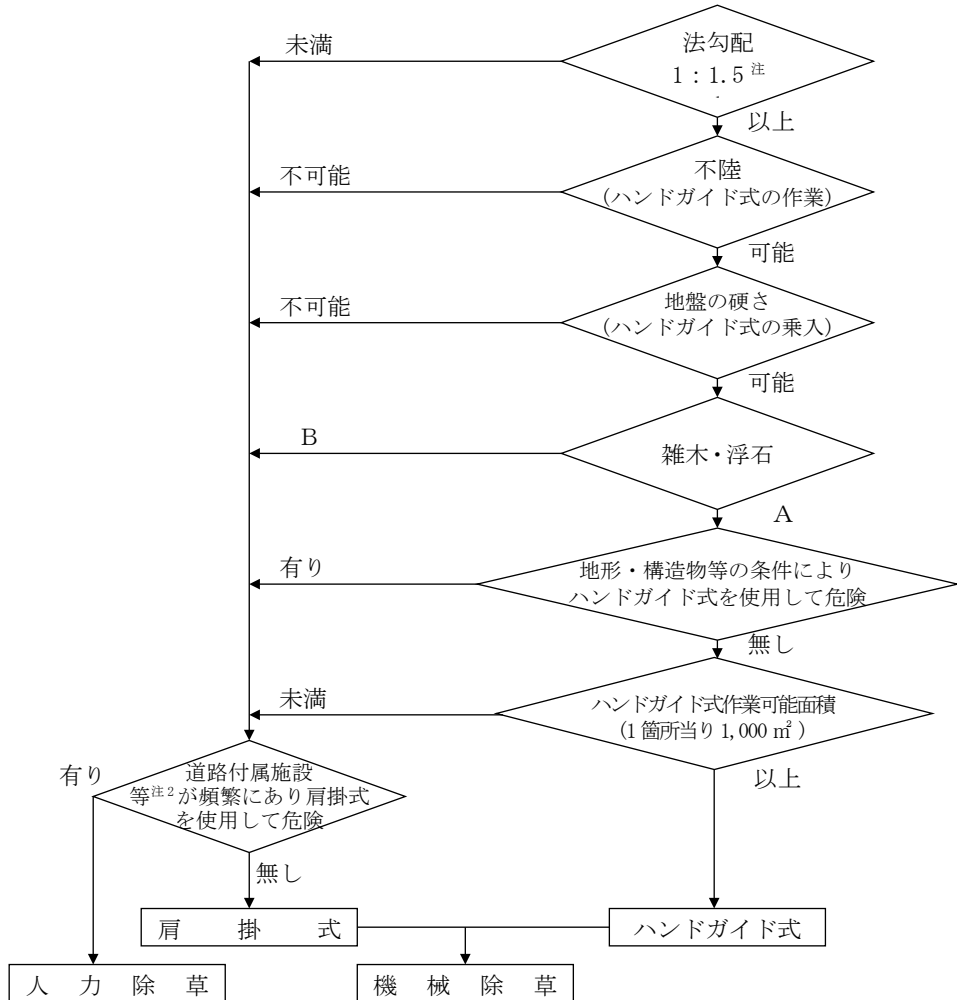 未満
法勾配
1:1.5注
以上
不可能
不陸
(ハンドガイド式の作業)
可能
不可能
地盤の硬さ
(ハンドガイド式の乗入)
可能
B
雑木・浮石
A
有り
地形・構造物等の条件により
ハンドガイド式を使用して危険
無し
未満
ハンドガイド式作業可能面積
(1箇所当り1,000㎡)
以上
有り
道路付属施設
等注2が頻繁にあり肩掛式
を使用して危険
無し
肩掛式
ハンドガイド式
人力除草
機械除草